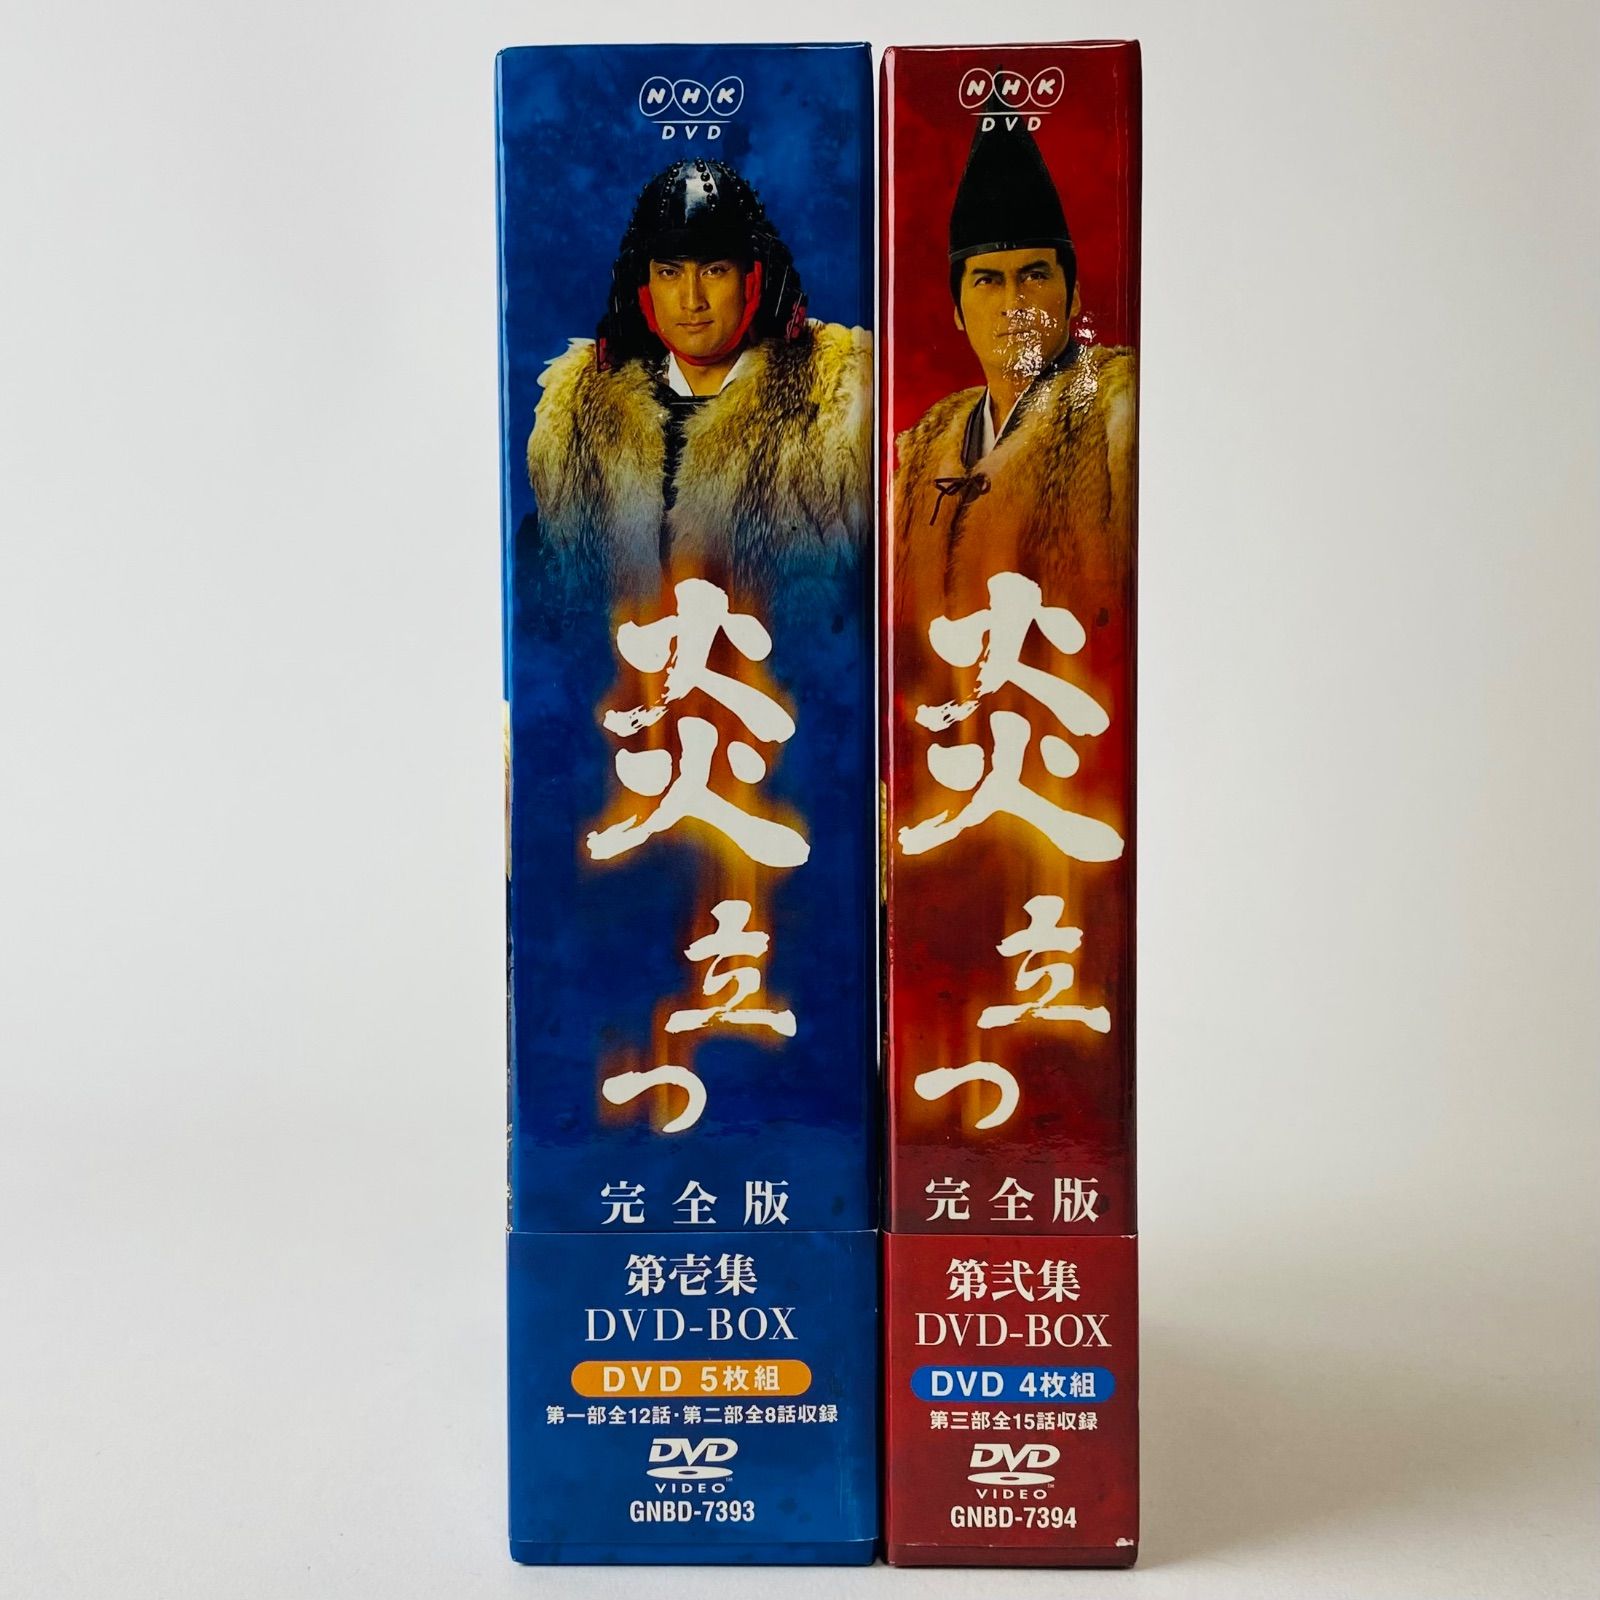 NHK
DVD
炎立つ
完全版
第壱集
DVD-BOX
DVD 5枚組
第一部全12話・第二部全8話収録
DVD
VIDEO™
GNBD-7393
NHK
DVD
炎立つ
完全版
第弐集
DVD-BOX
DVD 4枚組
第三部全15話収録
DVD
VIDEO™
GNBD-7394